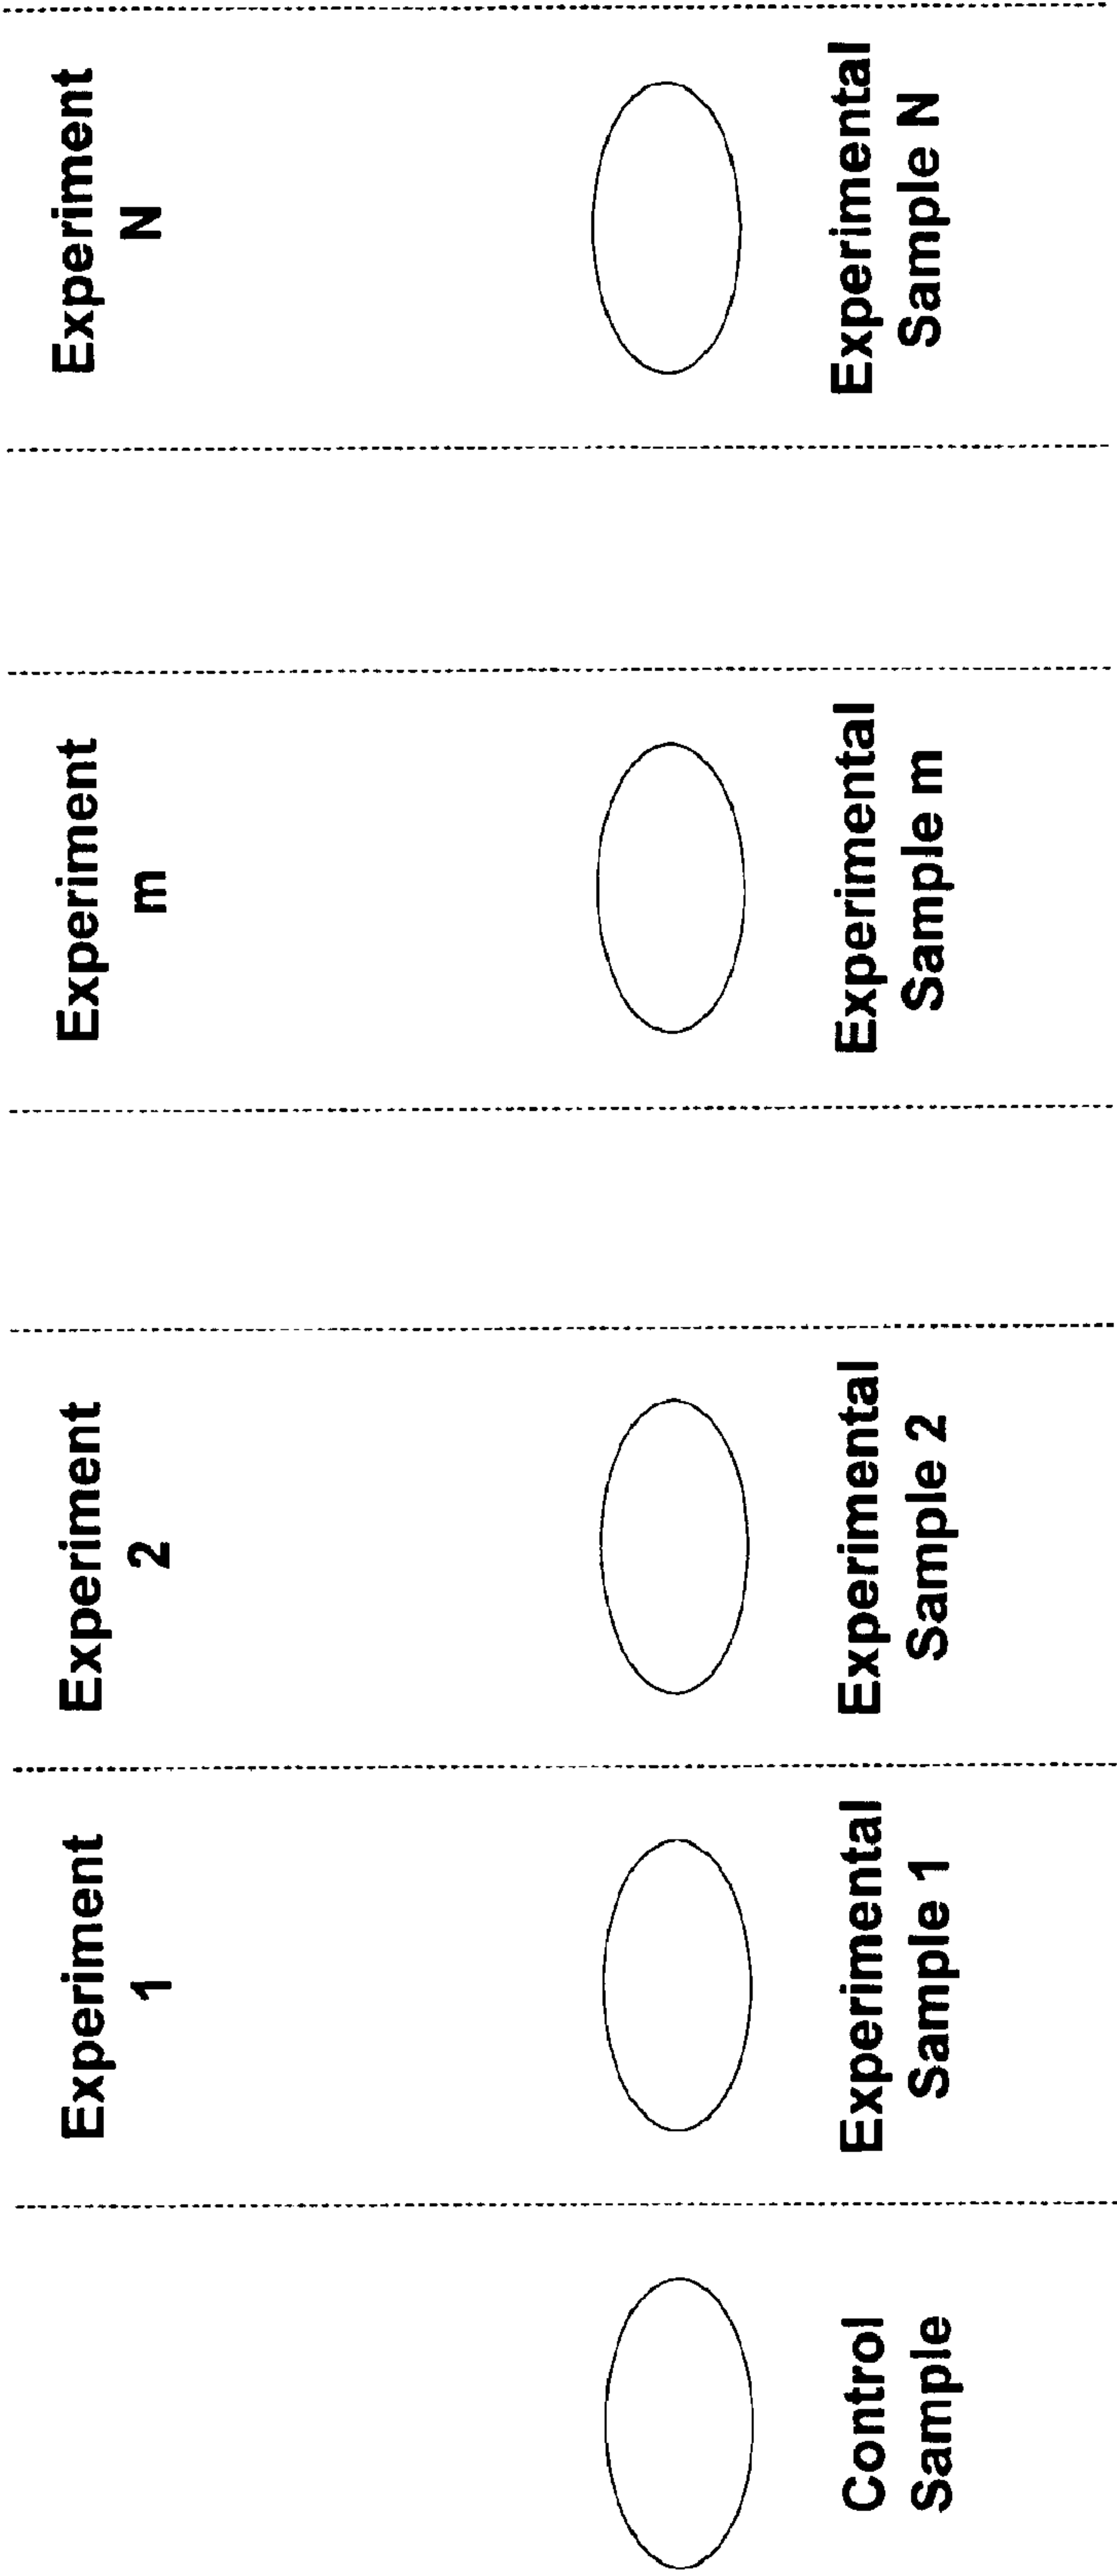 Experiment
1
Experiment
2
Experiment
m
Experiment
N
Control
Sample
Experimental
Sample 1
Experimental
Sample 2
Experimental
Sample m
Experimental
Sample N